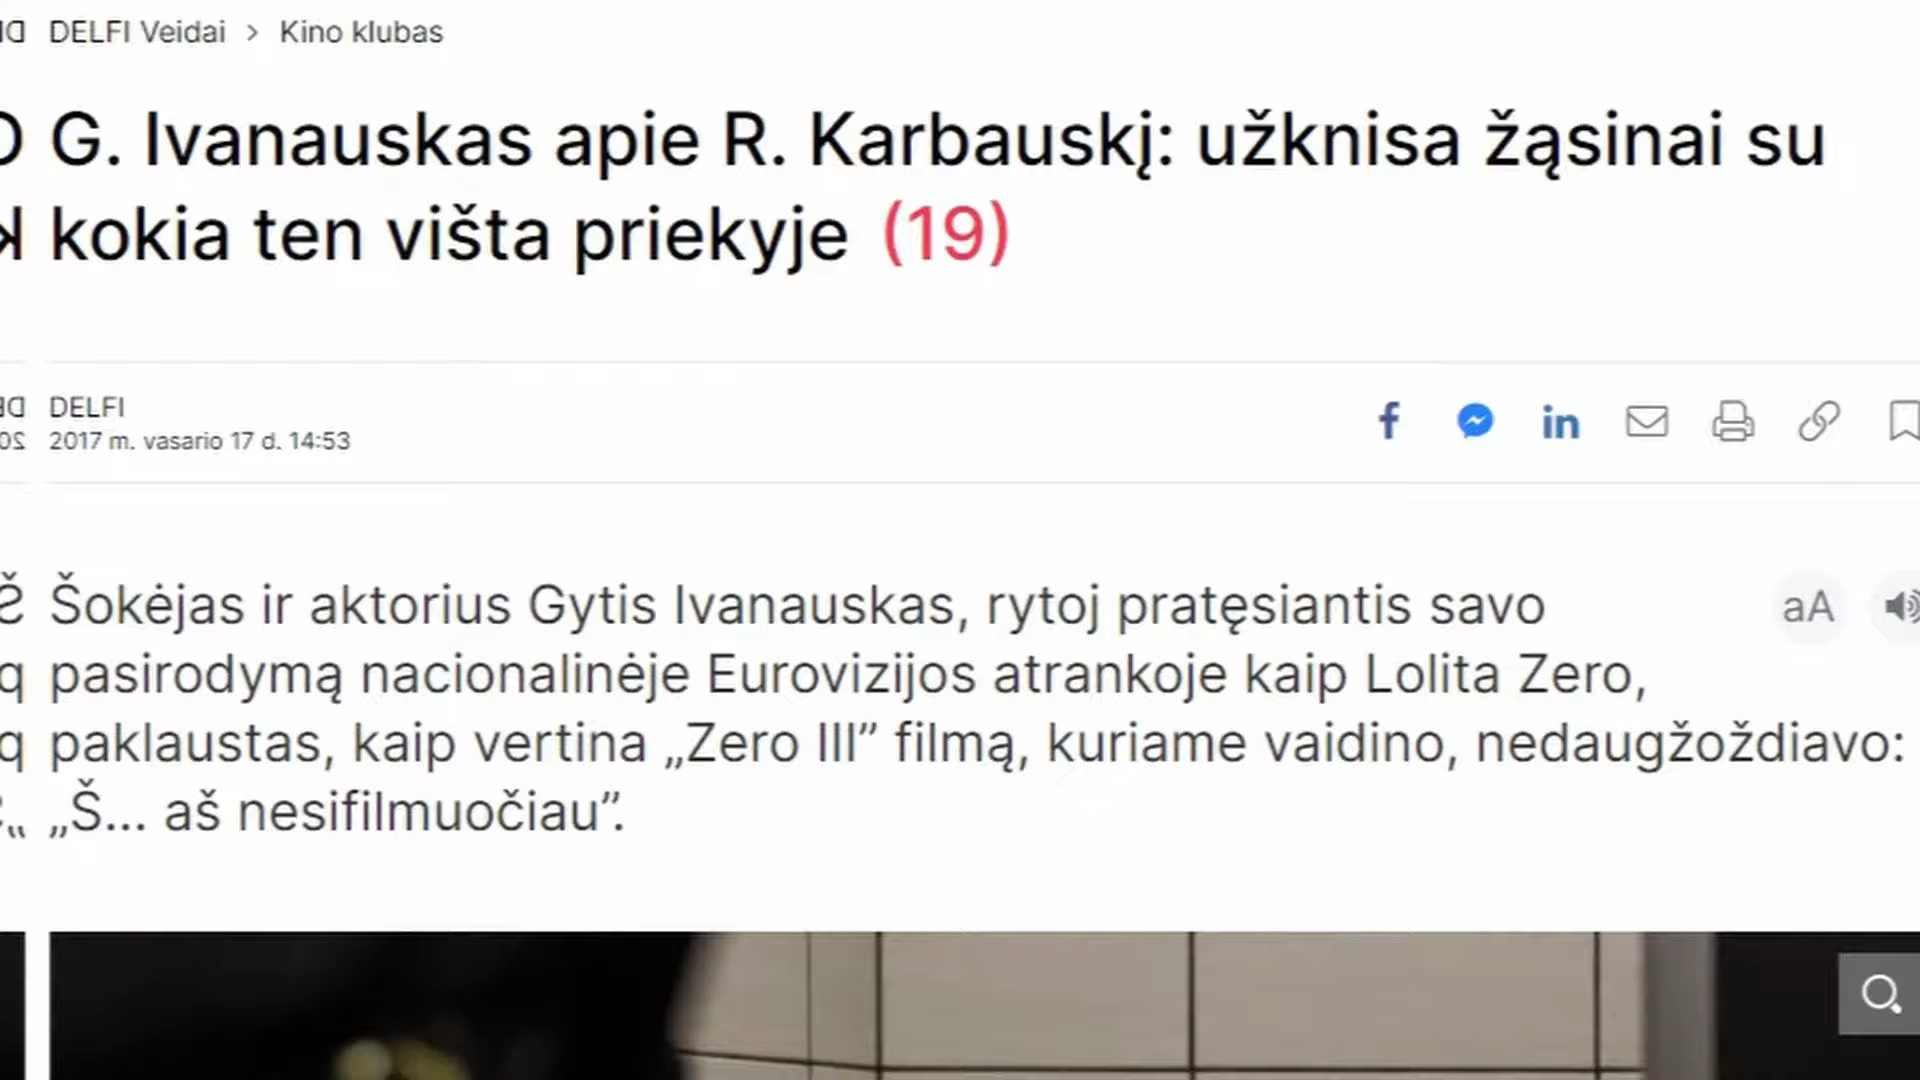 DELFI Veidai > Kino klubas
G. Ivanauskas apie R. Karbauskį: užknisa žąsinai su
kokia ten višta priekyje (19)
DELFI
2017 m. vasario 17 d. 14:53
Šokėjas ir aktorius Gytis Ivanauskas, rytoj pratęsiantis savo
pasirodymą nacionalinėje Eurovizijos atrankoje kaip Lolita Zero,
paklaustas, kaip vertina „Zero III” filmą, kuriame vaidino, nedaugžoždiavo:
„Š... aš nesifilmuočiau”.
aA